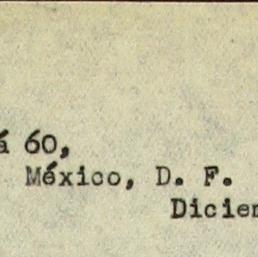 á 60,
México, D. F.
Dicien